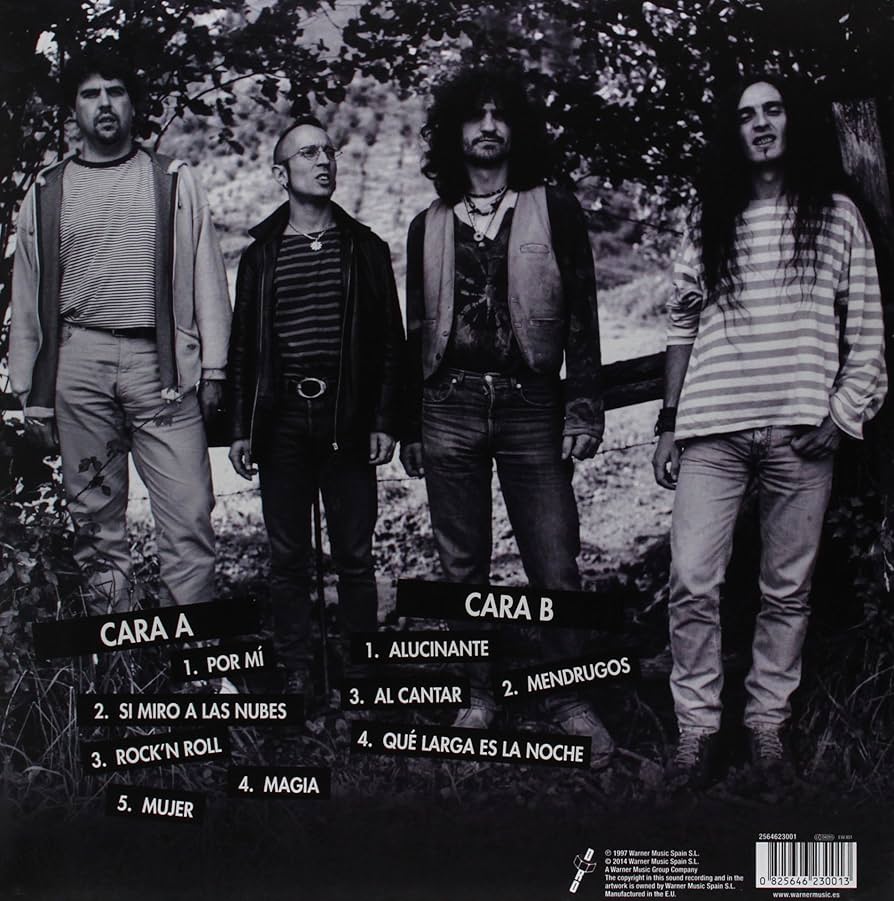 CARA A
1. POR MÍ
2. SI MIRO A LAS NUBES
3. ROCK'N ROLL
4. MAGIA
5. MUJER
CARA B
1. ALUCINANTE
2. MENDRUGOS
3. AL CANTAR
4. QUÉ LARGA ES LA NOCHE
DRO
℗ 1997 Warner Music Spain S.L.
© 2014 Warner Music Spain S.L.
A Warner Music Group Company
The copyright in this sound recording and in the
artwork is owned by Warner Music Spain S.L.
Manufactured in the E.U.
2564623001
0 825646 230013
www.warnermusic.es